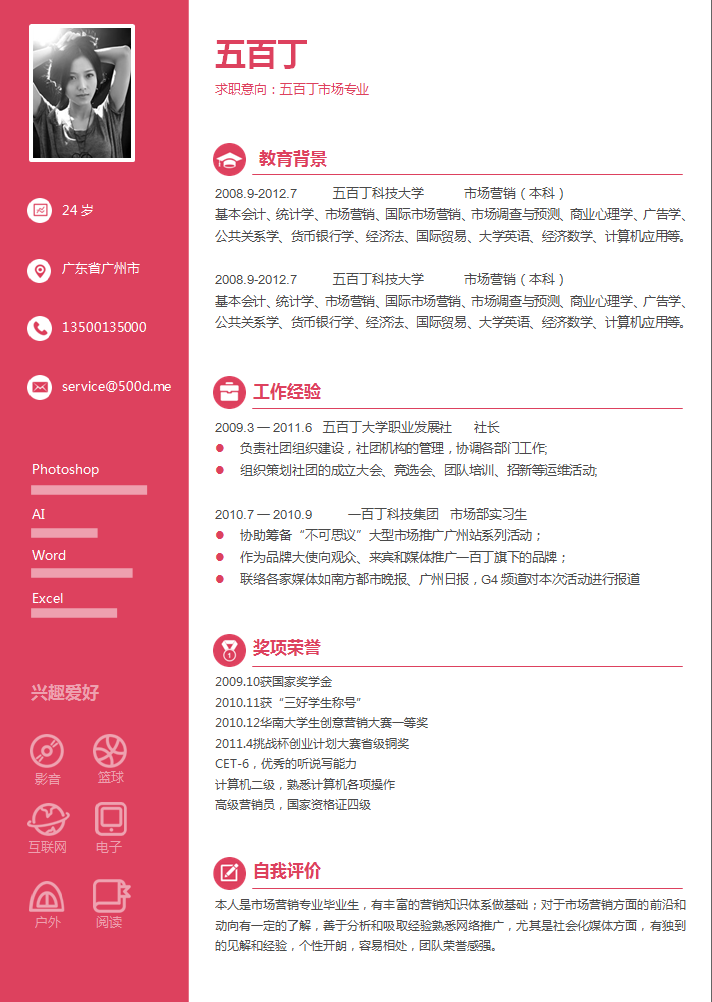 24 岁
广东省广州市
13500135000
service@500d.me
Photoshop
AI
Word
Excel
兴趣爱好
影音
篮球
互联网
电子
户外
阅读
五百丁
求职意向：五百丁市场专业
教育背景
2008.9-2012.7 五百丁科技大学 市场营销（本科）
基本会计、统计学、市场营销、国际市场营销、市场调查与预测、商业心理学、广告学、
公共关系学、货币银行学、经济法、国际贸易、大学英语、经济数学、计算机应用等。
2008.9-2012.7 五百丁科技大学 市场营销（本科）
基本会计、统计学、市场营销、国际市场营销、市场调查与预测、商业心理学、广告学、
公共关系学、货币银行学、经济法、国际贸易、大学英语、经济数学、计算机应用等。
工作经验
2009.3 — 2011.6 五百丁大学职业发展社 社长
● 负责社团组织建设，社团机构的管理，协调各部门工作;
● 组织策划社团的成立大会、竞选会、团队培训、招新等运维活动;
2010.7 — 2010.9 一百丁科技集团 市场部实习生
● 协助筹备“不可思议”大型市场推广广州站系列活动；
● 作为品牌大使向观众、来宾和媒体推广一百丁旗下的品牌；
● 联络各家媒体如南方都市晚报、广州日报，G4 频道对本次活动进行报道
1
奖项荣誉
2009.10获国家奖学金
2010.11获“三好学生称号”
2010.12华南大学生创意营销大赛一等奖
2011.4挑战杯创业计划大赛省级铜奖
CET-6，优秀的听说写能力
计算机二级，熟悉计算机各项操作
高级营销员，国家资格证四级
自我评价
本人是市场营销专业毕业生，有丰富的营销知识体系做基础；对于市场营销方面的前沿和
动向有一定的了解，善于分析和吸取经验熟悉网络推广，尤其是社会化媒体方面，有独到
的见解和经验，个性开朗，容易相处，团队荣誉感强。